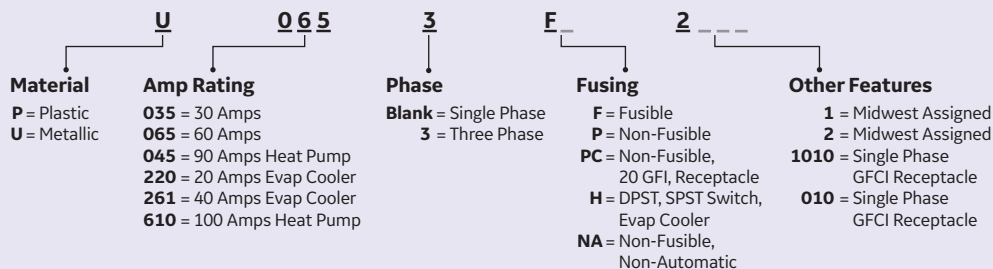 U 065 3 F_ 2___
Material
P = Plastic
U = Metallic
Amp Rating
035 = 30 Amps
065 = 60 Amps
045 = 90 Amps Heat Pump
220 = 20 Amps Evap Cooler
261 = 40 Amps Evap Cooler
610 = 100 Amps Heat Pump
Phase
Blank = Single Phase
3 = Three Phase
Fusing
F = Fusible
P = Non-Fusible
PC = Non-Fusible,
20 GFI, Receptacle
H = DPST, SPST Switch,
Evap Cooler
NA = Non-Fusible,
Non-Automatic
Other Features
1 = Midwest Assigned
2 = Midwest Assigned
1010 = Single Phase
GFCI Receptacle
010 = Single Phase
GFCI Receptacle